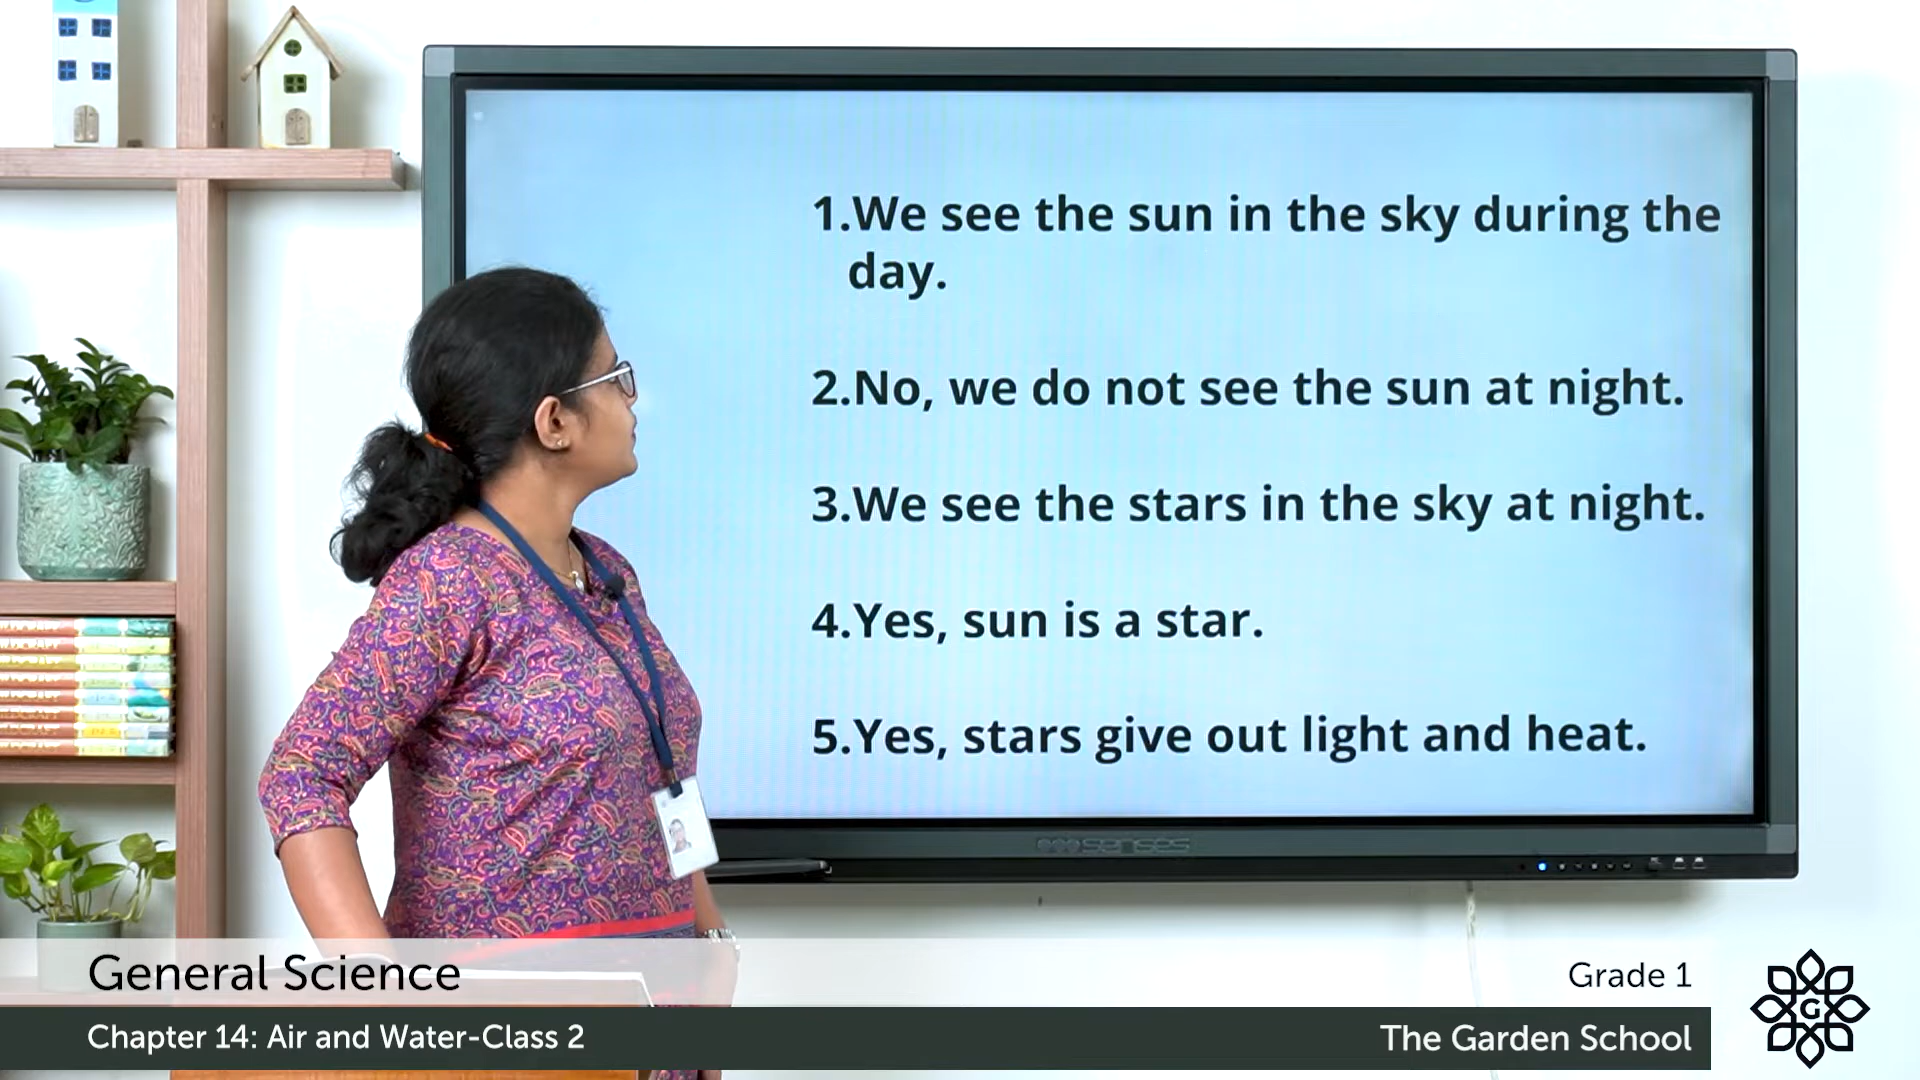 1.We see the sun in the sky during the
day.
2.No, we do not see the sun at night.
3.We see the stars in the sky at night.
4.Yes, sun is a star.
5.Yes, stars give out light and heat.
senses
General Science
Grade 1
Chapter 14: Air and Water-Class 2
The Garden School
G